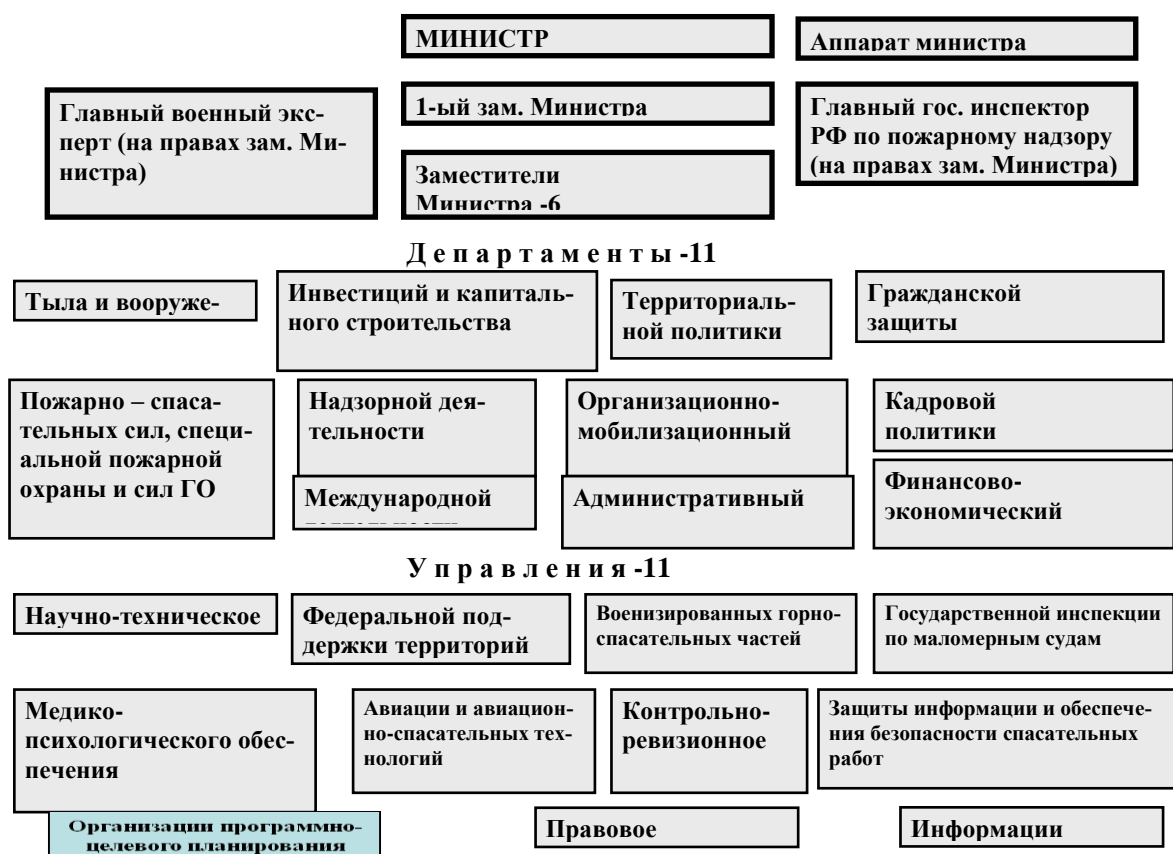 МИНИСТР
Аппарат министра
Главный военный экс-
перт (на правах зам. Ми-
нистра)
1-ый зам. Министра
Главный гос. инспектор
РФ по пожарному надзору
(на правах зам. Министра)
Заместители
Министра -6
Д е п а р т а м е н т ы -11
Тыла и вооруже-
Инвестиций и капиталь-
ного строительства
Территориаль-
ной политики
Гражданской
защиты
Пожарно – спаса-
тельных сил, специ-
альной пожарной
охраны и сил ГО
Надзорной дея-
тельности
Организационно-
мобилизационный
Кадровой
политики
Международной
деятельности
Административный
Финансово-
экономический
У п р а в л е н и я -11
Научно-техническое
Федеральной под-
держки территорий
Военизированных горно-
спасательных частей
Государственной инспекции
по маломерным судам
Медико-
психологического обес-
печения
Авиации и авиацион-
но-спасательных тех-
нологий
Контрольно-
ревизионное
Защиты информации и обеспече-
ния безопасности спасательных
работ
Организации программно-
целевого планирования
Правовое
Информации